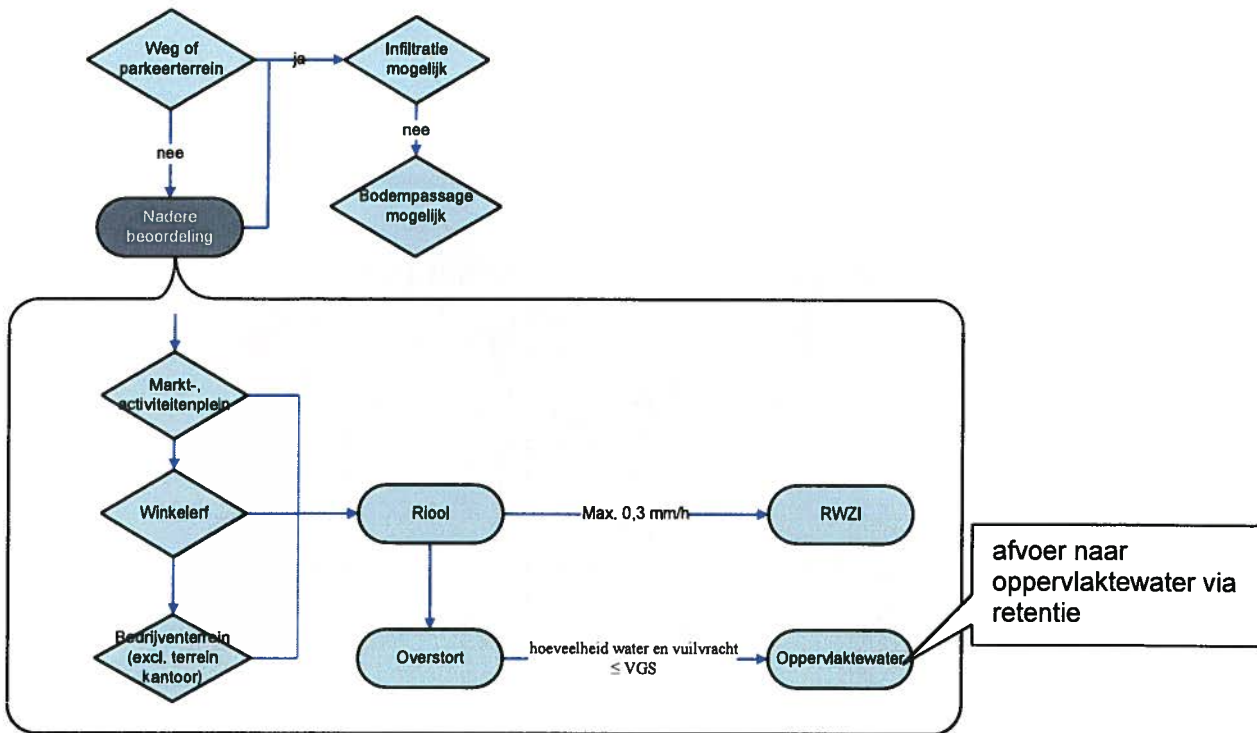 Weg of
parkeerterrein
ja
Infiltratie
mogelijk
nee
nee
Bodempassage
mogelijk
Nadere
beoordeling
Markt-,
activiteitenplein
Winkelerf
Riool
Max. 0,3 mm/h
RWZI
afvoer naar
oppervlaktewater via
retentie
Bedrijventerrein
(excl. terrein
kantoor)
Overstort
hoeveelheid water en vuilvracht
≤ VGS
Oppervlaktewater